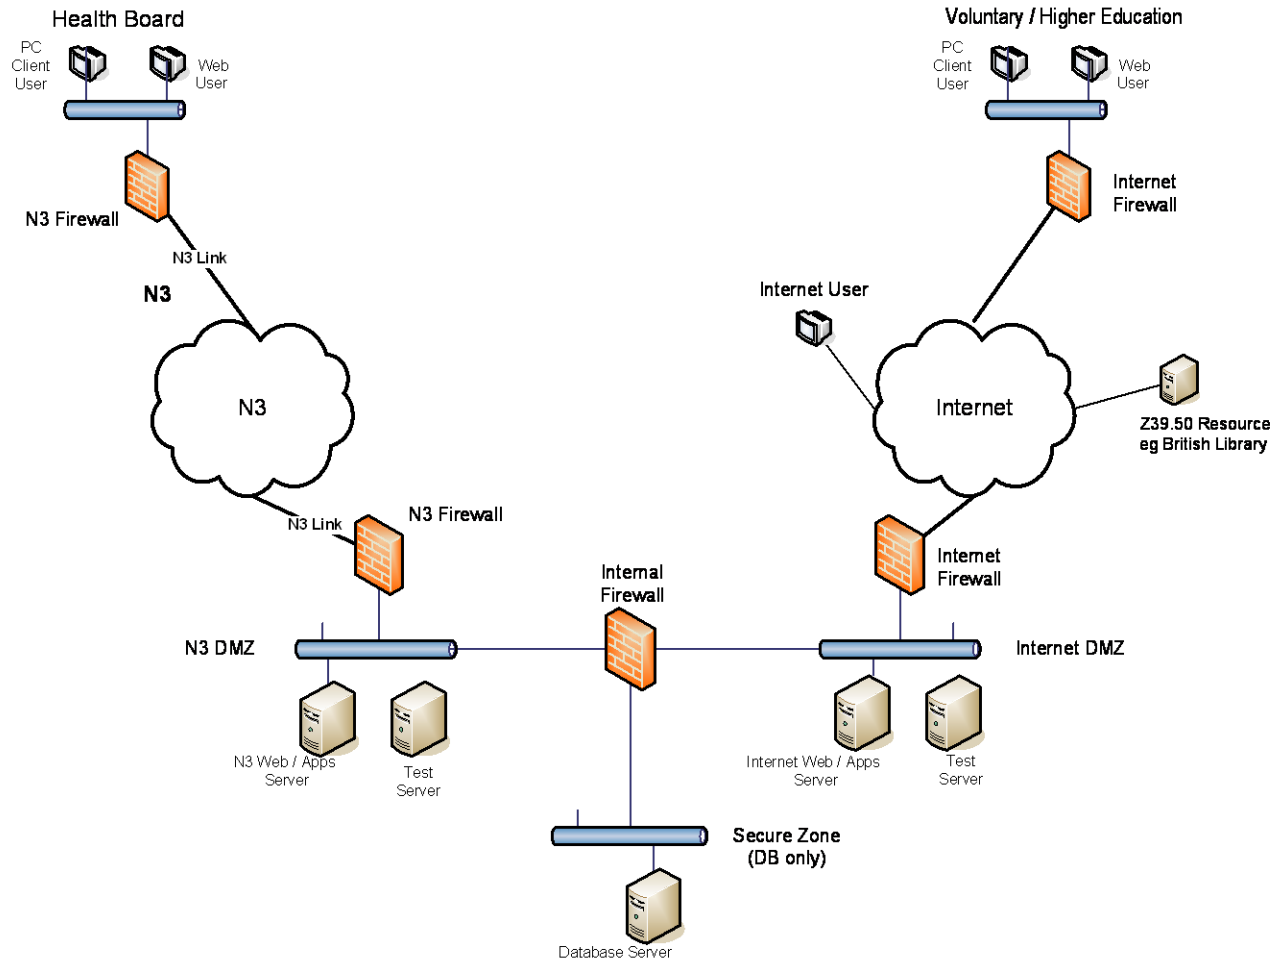 Health Board
PC
Client
User
Web
User
N3 Firewall
N3 Link
N3
N3
N3 Link
N3 Firewall
N3 DMZ
N3 Web / Apps
Server
Test
Server
Internal
Firewall
Secure Zone
(DB only)
Database Server
Voluntary / Higher Education
PC
Client
User
Web
User
Internet
Firewall
Internet User
Internet
Z39.50 Resource
eg British Library
Internet
Firewall
Internet DMZ
Internet Web / Apps
Server
Test
Server